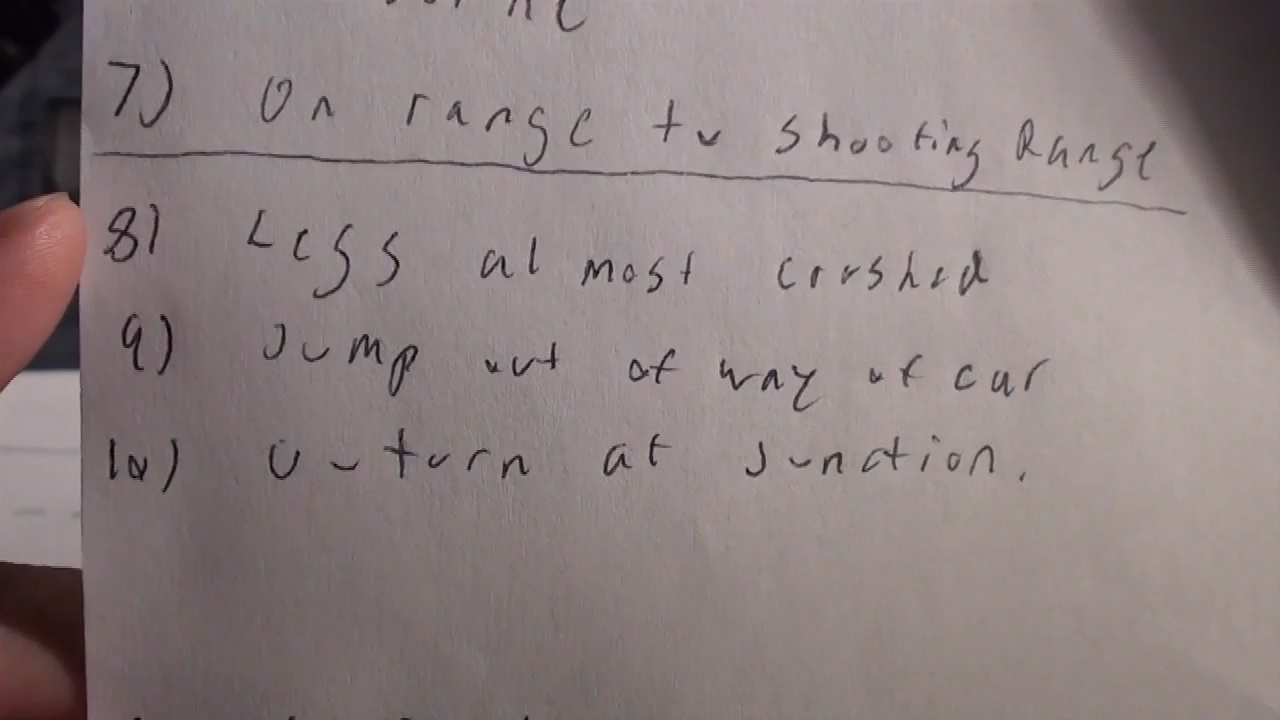 7) On range to shooting Range
8) Legs almost crushed
9) Jump out of way of car
10) U-turn at Junction.